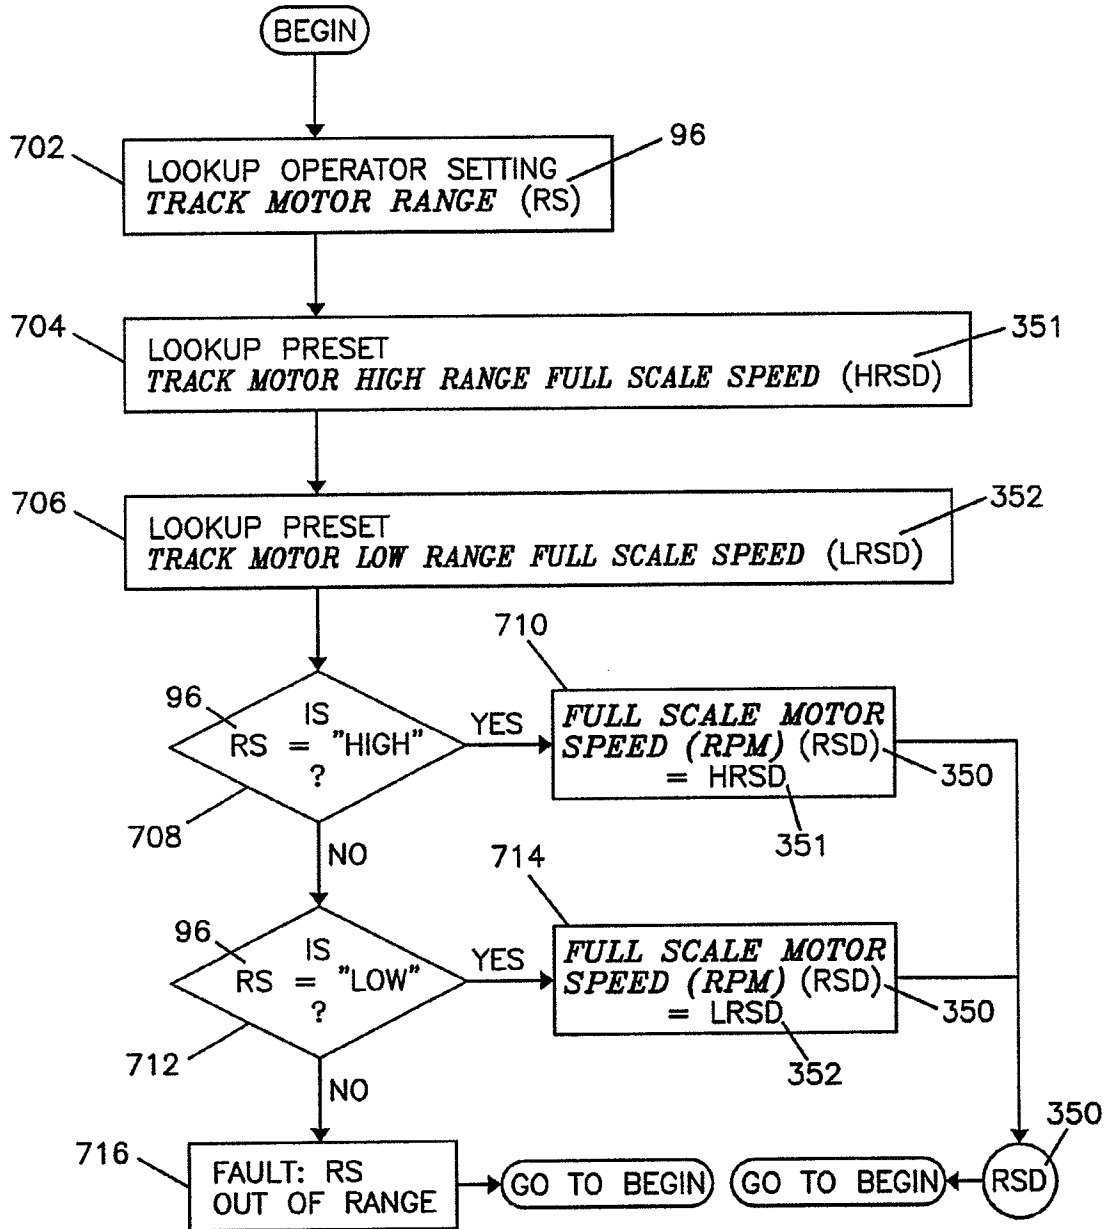 BEGIN
702
96
LOOKUP OPERATOR SETTING
TRACK MOTOR RANGE (RS)
704
351
LOOKUP PRESET
TRACK MOTOR HIGH RANGE FULL SCALE SPEED (HRSD)
706
352
LOOKUP PRESET
TRACK MOTOR LOW RANGE FULL SCALE SPEED (LRSD)
710
96
IS
RS = "HIGH"
?
708
YES
FULL SCALE MOTOR
SPEED (RPM) (RSD)
= HRSD
350
351
NO
714
96
IS
RS = "LOW"
?
712
YES
FULL SCALE MOTOR
SPEED (RPM) (RSD)
= LRSD
350
352
NO
716
FAULT: RS
OUT OF RANGE
GO TO BEGIN
GO TO BEGIN
RSD
350